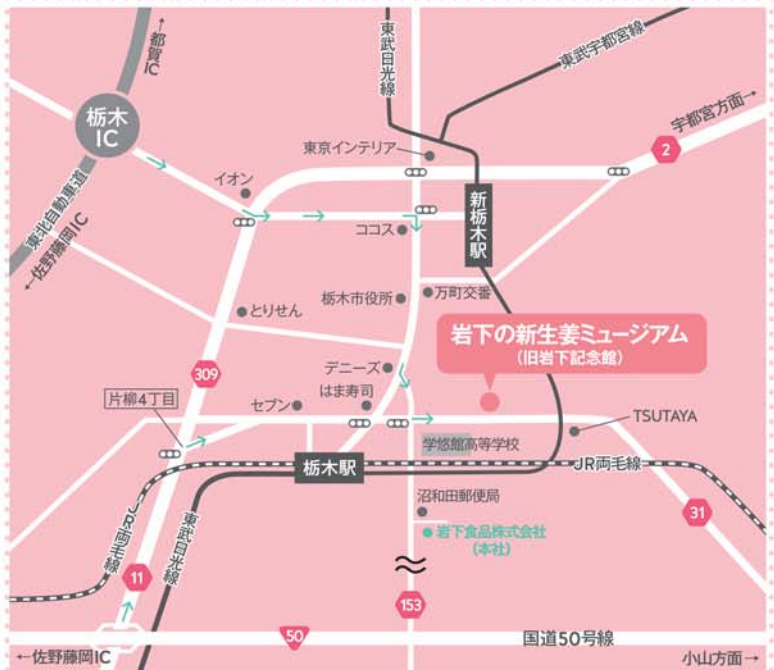 ←都賀IC
東武日光線
東武宇都宮線
宇都宮方面→
栃木
IC
2
東京インテリア
イオン
新栃木駅
東北自動車道
←佐野藤岡IC
ココス
栃木市役所
万町交番
とりせん
岩下の新生姜ミュージアム
(旧岩下記念館)
309
デニーズ
はま寿司
片柳4丁目
セブン
TSUTAYA
学悠館高等学校
栃木駅
JR両毛線
沼和田郵便局
岩下食品株式会社
(本社)
31
JR両毛線
東武日光線
11
153
50
国道50号線
←佐野藤岡IC
小山方面→